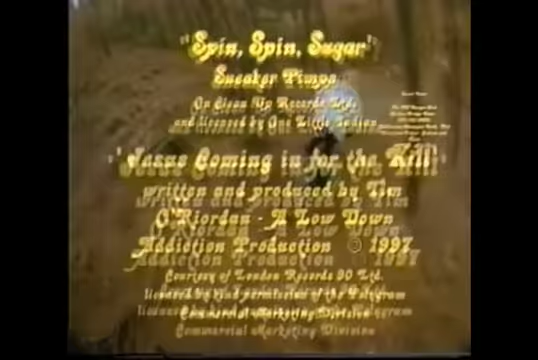 "Spin, Spin, Sugar"
Sneaker Pimps
On Clean Up Records Ltd.
and licensed by One Little Indian
"Jesus Coming in for the Kill"
written and produced by Tim
O'Riordan - A Low Down
Addiction Production © 1997
Courtesy of London Records 90 Ltd.
licensed by kind permission of the Polygram
Commercial Marketing Division